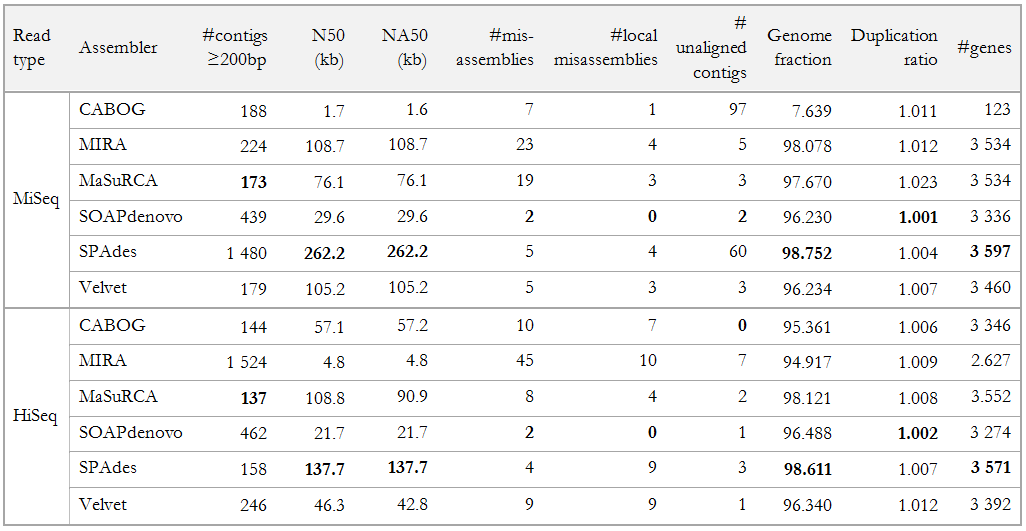 Read type Assembler #contigs ≥200bp N50 (kb) NA50 (kb) #mis-assemblies #local misassemblies # unaligned contigs Genome fraction Duplication ratio #genes
MiSeq
CABOG 188 1.7 1.6 7 1 97 7.639 1.011 123
MIRA 224 108.7 108.7 23 4 5 98.078 1.012 3 534
MaSuRCA 173 76.1 76.1 19 3 3 97.670 1.023 3 534
SOAPdenovo 439 29.6 29.6 2 0 2 96.230 1.001 3 336
SPAdes 1 480 262.2 262.2 5 4 60 98.752 1.004 3 597
Velvet 179 105.2 105.2 5 3 3 96.234 1.007 3 460
HiSeq
CABOG 144 57.1 57.2 10 7 0 95.361 1.006 3 346
MIRA 1 524 4.8 4.8 45 10 7 94.917 1.009 2.627
MaSuRCA 137 108.8 90.9 8 4 2 98.121 1.008 3.552
SOAPdenovo 462 21.7 21.7 2 0 1 96.488 1.002 3 274
SPAdes 158 137.7 137.7 4 9 3 98.611 1.007 3 571
Velvet 246 46.3 42.8 9 9 1 96.340 1.012 3 392